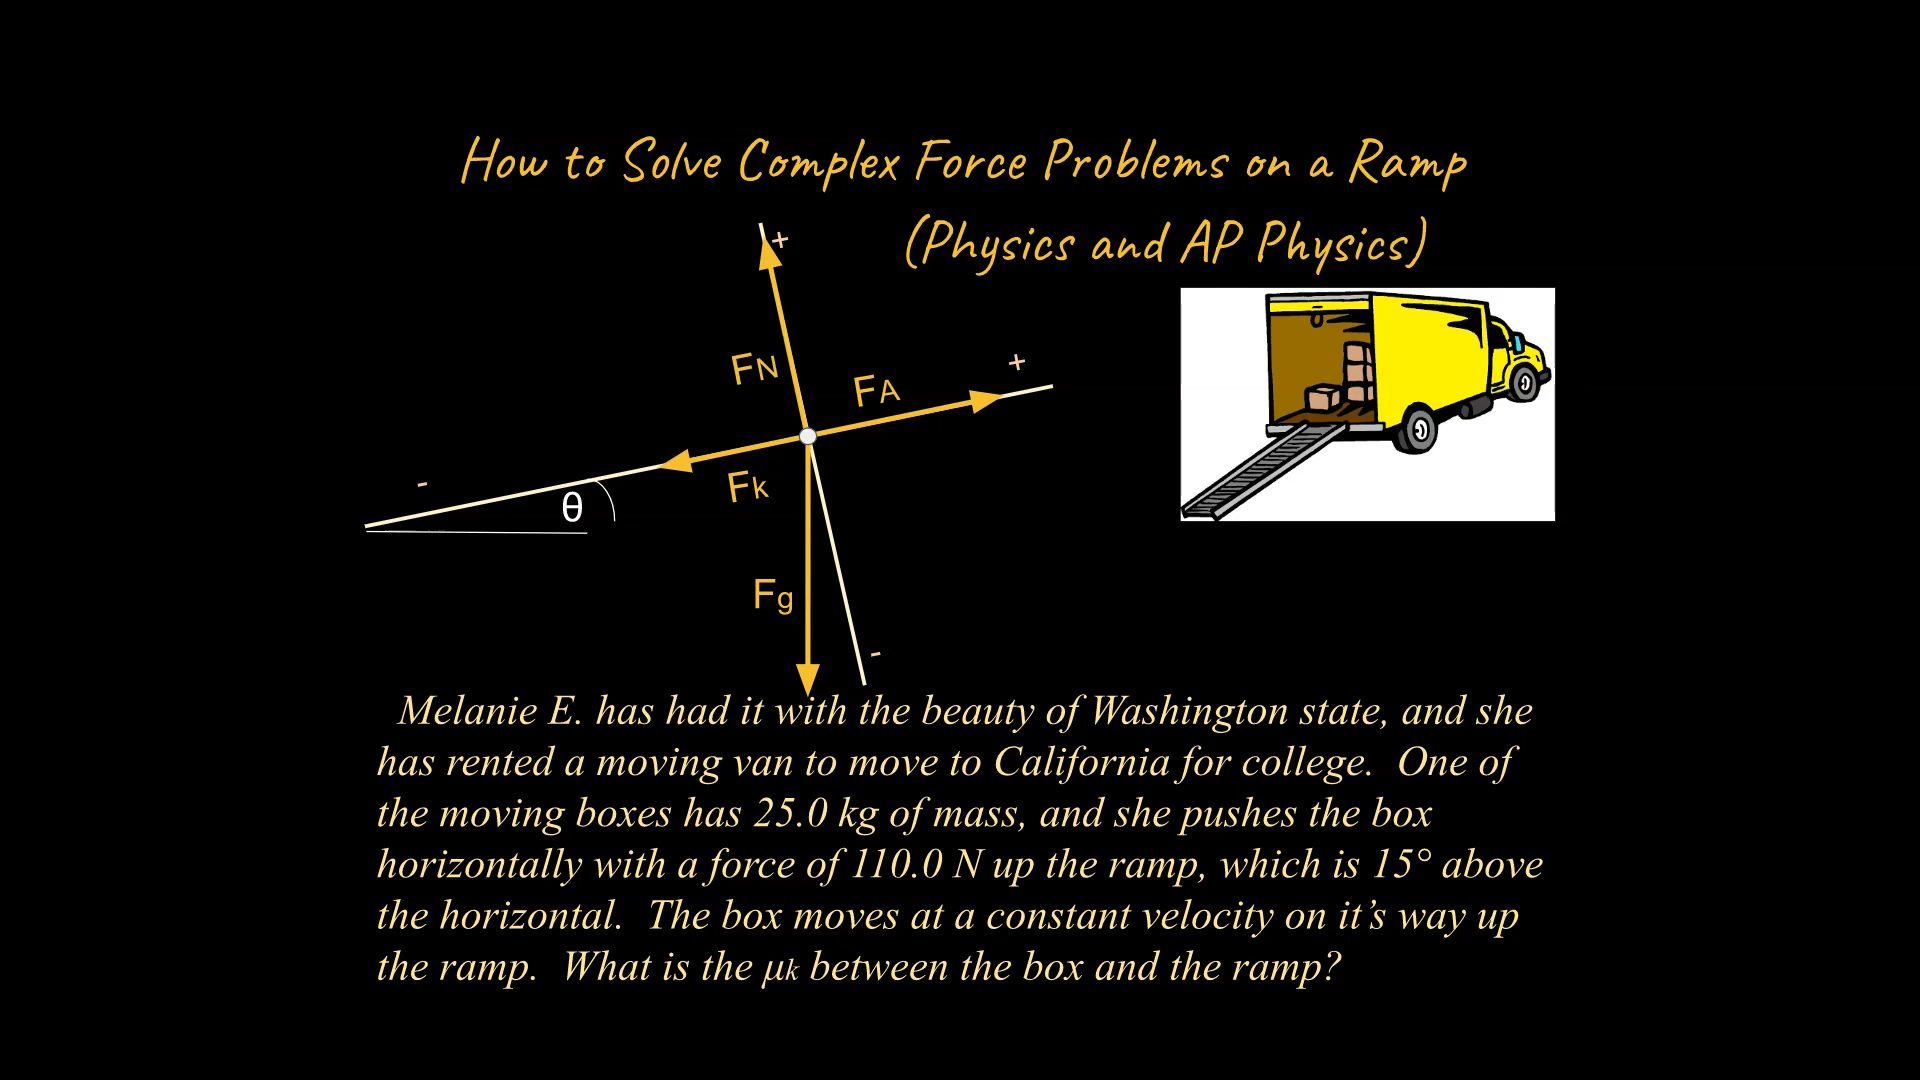 How to Solve Complex Force Problems on a Ramp
(Physics and AP Physics)
+
FN
FA
+
-
θ
Fk
Fg
-
Melanie E. has had it with the beauty of Washington state, and she
has rented a moving van to move to California for college. One of
the moving boxes has 25.0 kg of mass, and she pushes the box
horizontally with a force of 110.0 N up the ramp, which is 15° above
the horizontal. The box moves at a constant velocity on it’s way up
the ramp. What is the μk between the box and the ramp?